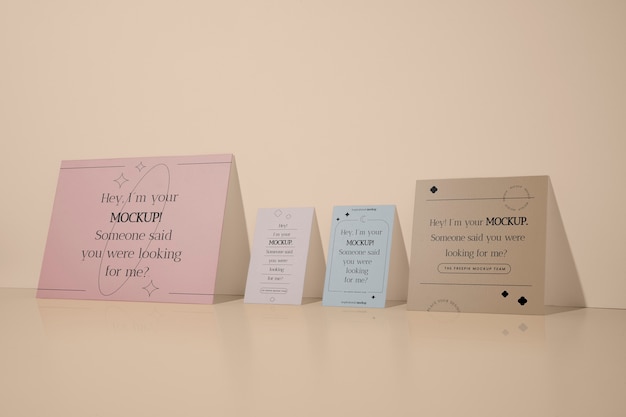 Hey, I'm your
MOCKUP!
Someone said
you were looking
for me?
Hey!
I'm your
MOCKUP.
Someone
said you
were
looking
for me?
Hey, I'm your
MOCKUP!
Someone said
you were
looking
for me?
Hey! I'm your MOCKUP.
Someone said you were
looking for me?
THE FREEPIK MOCKUP TEAM